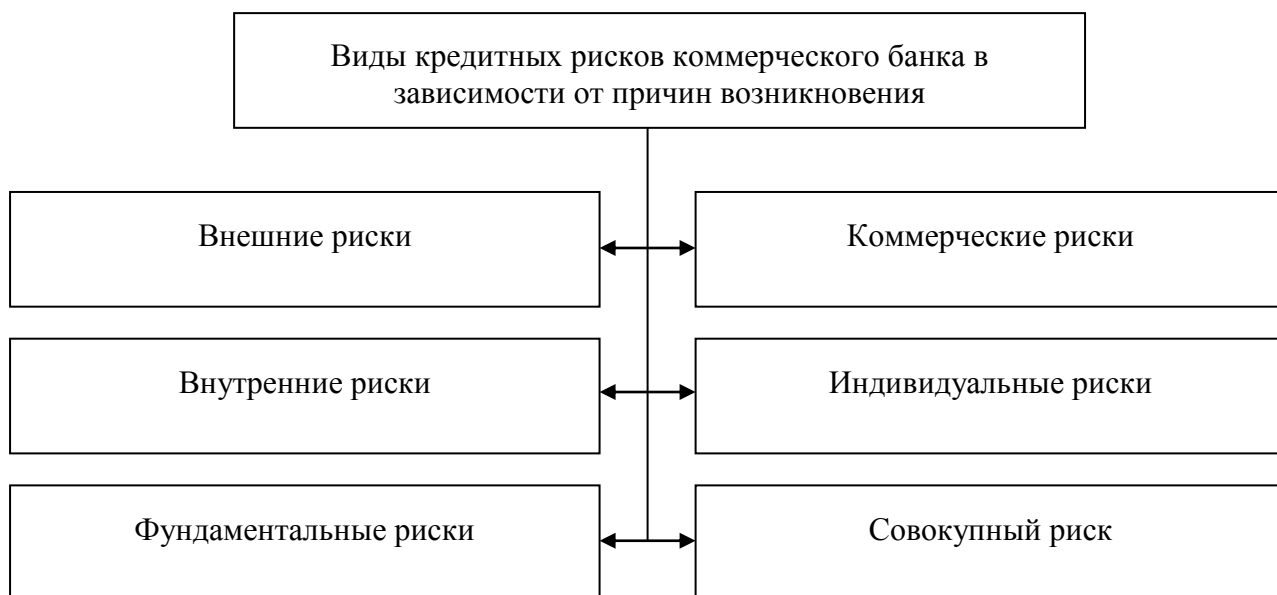 Виды кредитных рисков коммерческого банка в
зависимости от причин возникновения
Внешние риски
Коммерческие риски
Внутренние риски
Индивидуальные риски
Фундаментальные риски
Совокупный риск